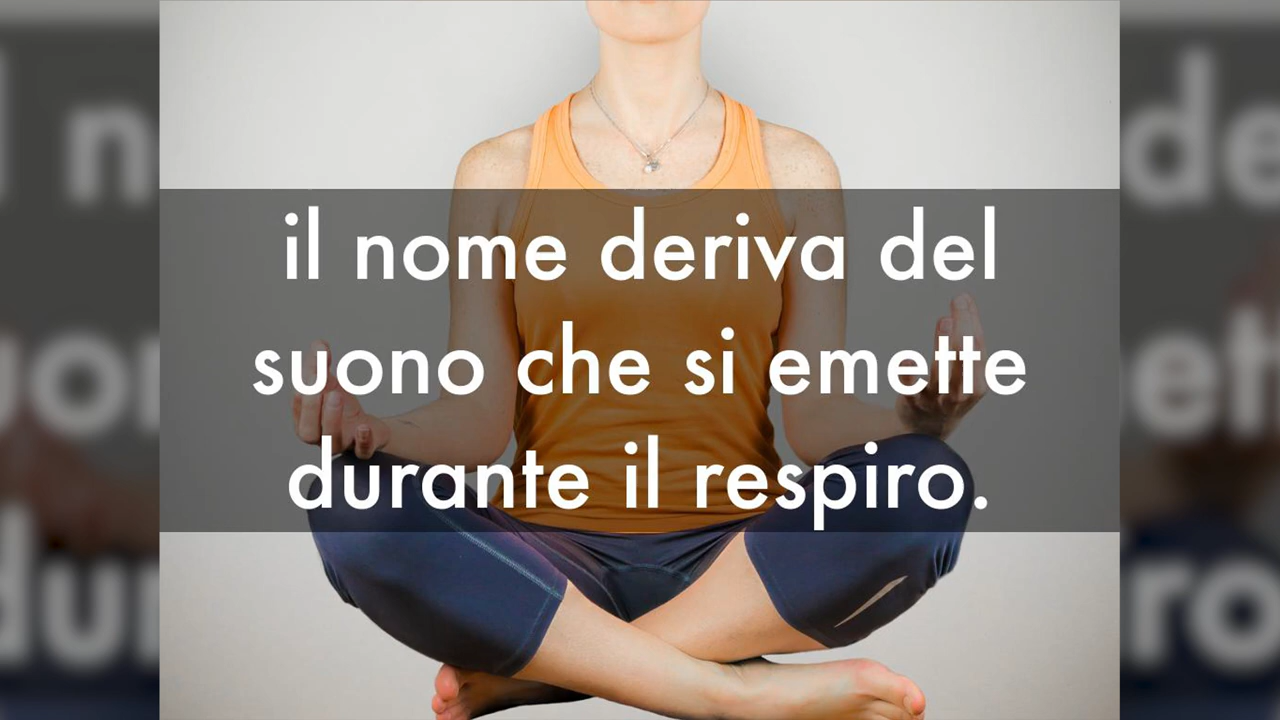 il nome deriva del
suono che si emette
durante il respiro.